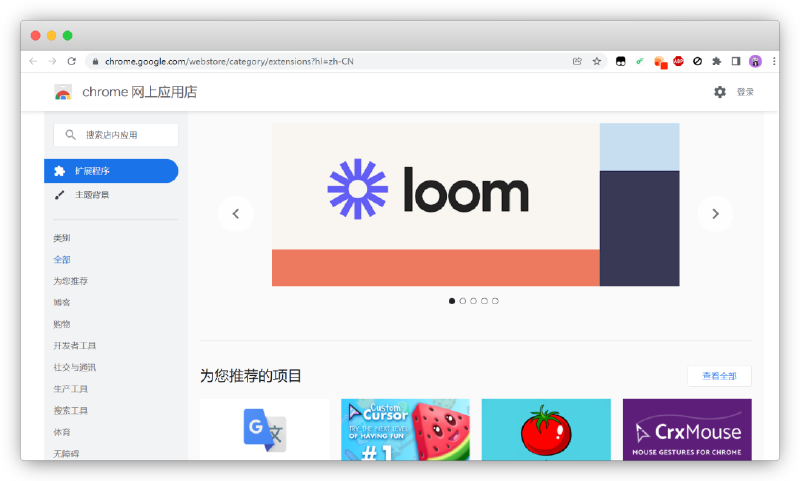 chrome.google.com/webstore/category/extensions?hl=zh-CN
ABP
chrome 网上应用店
登录
搜索店内应用
扩展程序
主题背景
类别
全部
为您推荐
博客
购物
开发者工具
社交与通讯
生产工具
搜索工具
体育
无障碍
loom
为您推荐的项目
查看全部
G 文
Custom
Cursor
TRY THE NEXT LEVEL
OF HAVING FUN
#1
CrxMouse
MOUSE GESTURES FOR CHROME